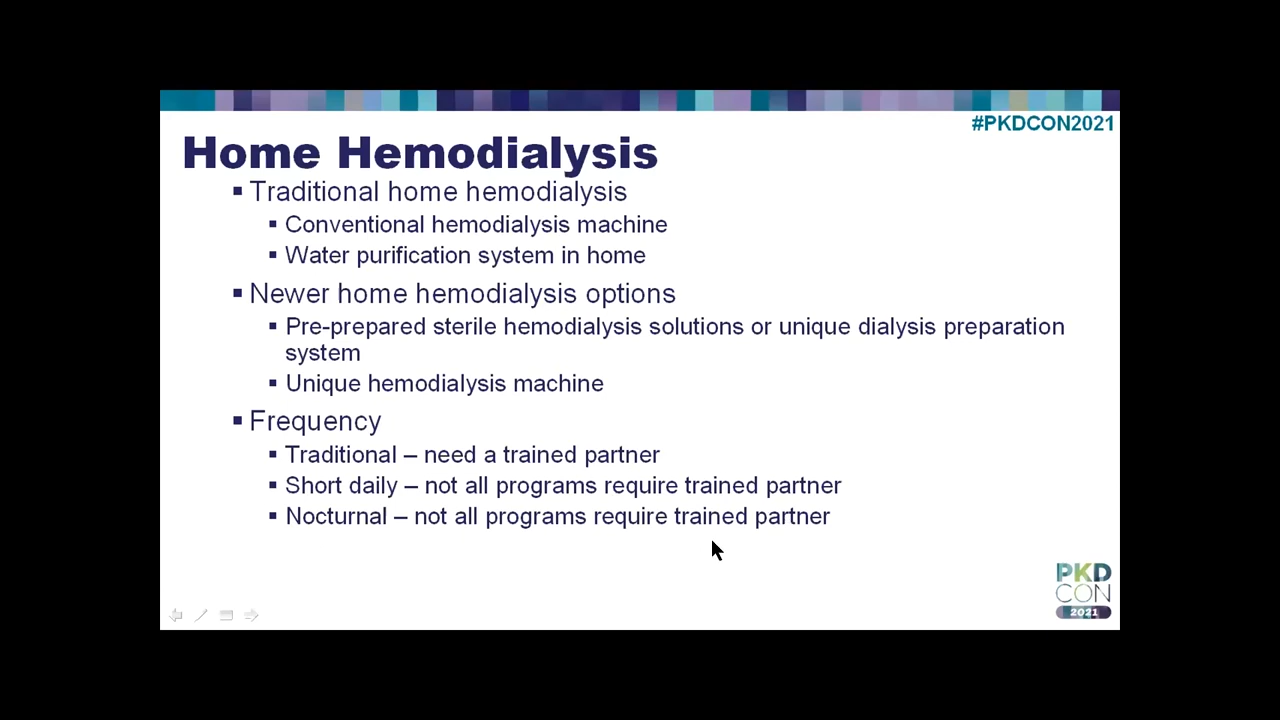 #PKDCON2021
Home Hemodialysis
▪ Traditional home hemodialysis
▪ Conventional hemodialysis machine
▪ Water purification system in home
▪ Newer home hemodialysis options
▪ Pre-prepared sterile hemodialysis solutions or unique dialysis preparation
system
▪ Unique hemodialysis machine
▪ Frequency
▪ Traditional – need a trained partner
▪ Short daily – not all programs require trained partner
▪ Nocturnal – not all programs require trained partner
PKD
CON
2021